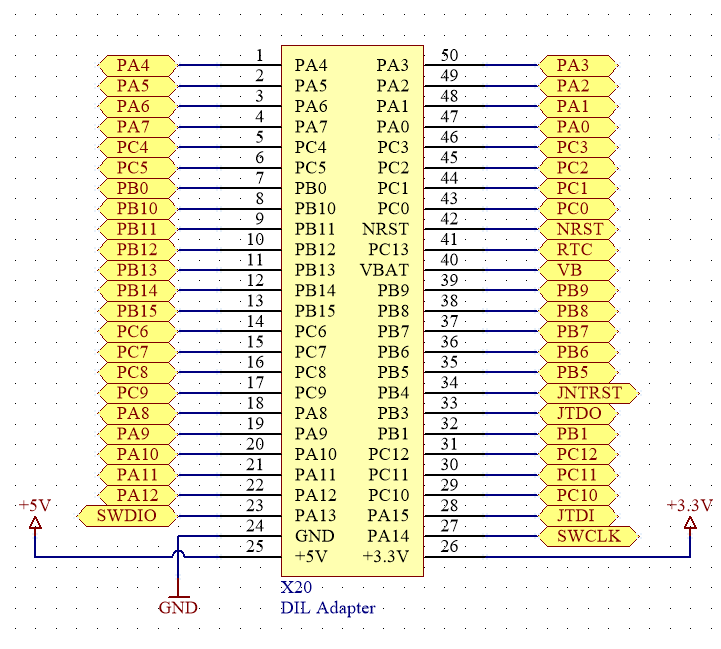 1 50
PA4 PA4 PA3 PA3
2 49
PA5 PA5 PA2 PA2
3 48
PA6 PA6 PA1 PA1
4 47
PA7 PA7 PA0 PA0
5 46
PC4 PC4 PC3 PC3
6 45
PC5 PC5 PC2 PC2
7 44
PB0 PB0 PC1 PC1
8 43
PB10 PB10 PC0 PC0
9 42
PB11 PB11 NRST NRST
10 41
PB12 PB12 PC13 RTC
11 40
PB13 PB13 VBAT VB
12 39
PB14 PB14 PB9 PB9
13 38
PB15 PB15 PB8 PB8
14 37
PC6 PC6 PB7 PB7
15 36
PC7 PC7 PB6 PB6
16 35
PC8 PC8 PB5 PB5
17 34
PC9 PC9 PB4 JNTRST
18 33
PA8 PA8 PB3 JTDO
19 32
PA9 PA9 PB1 PB1
20 31
PA10 PA10 PC12 PC12
21 30
PA11 PA11 PC11 PC11
22 29
PA12 PA12 PC10 PC10
+5V 23 28 +3.3V
SWDIO PA13 PA15 JTDI
24 27
GND PA14 SWCLK
25 26
+5V +3.3V
X20
GND DIL Adapter